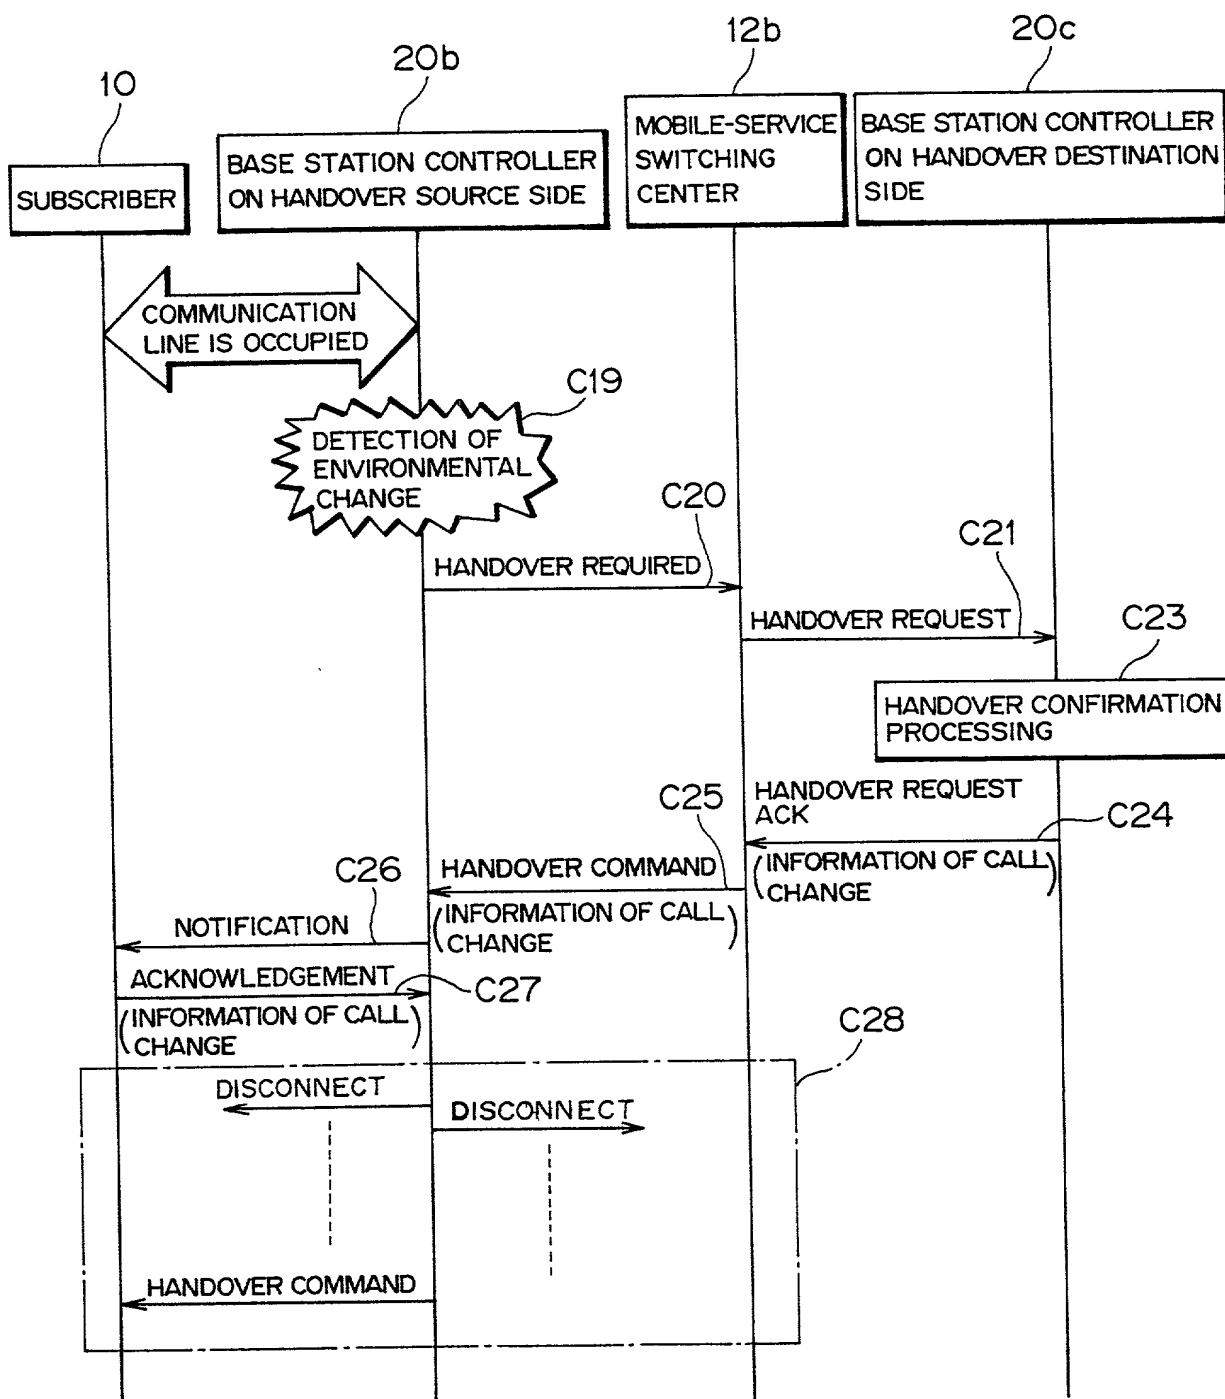 10
20b
12b
20c
SUBSCRIBER
BASE STATION CONTROLLER
ON HANDOVER SOURCE SIDE
MOBILE-SERVICE
SWITCHING
CENTER
BASE STATION CONTROLLER
ON HANDOVER DESTINATION
SIDE
COMMUNICATION
LINE IS OCCUPIED
C19
DETECTION OF
ENVIRONMENTAL
CHANGE
C20
HANDOVER REQUIRED
C21
HANDOVER REQUEST
C23
HANDOVER CONFIRMATION
PROCESSING
HANDOVER REQUEST
ACK
C24
(INFORMATION OF CALL
CHANGE)
C25
HANDOVER COMMAND
(INFORMATION OF CALL
CHANGE)
C26
NOTIFICATION
ACKNOWLEDGEMENT
C27
(INFORMATION OF CALL
CHANGE)
C28
DISCONNECT
DISCONNECT
HANDOVER COMMAND